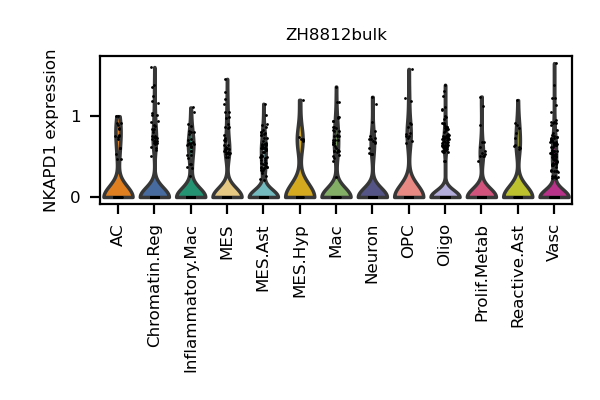 ZH8812bulk
NKAPD1 expression
1
0
AC
Chromatin.Reg
Inflammatory.Mac
MES
MES.Ast
MES.Hyp
Mac
Neuron
OPC
Oligo
Prolif.Metab
Reactive.Ast
Vasc